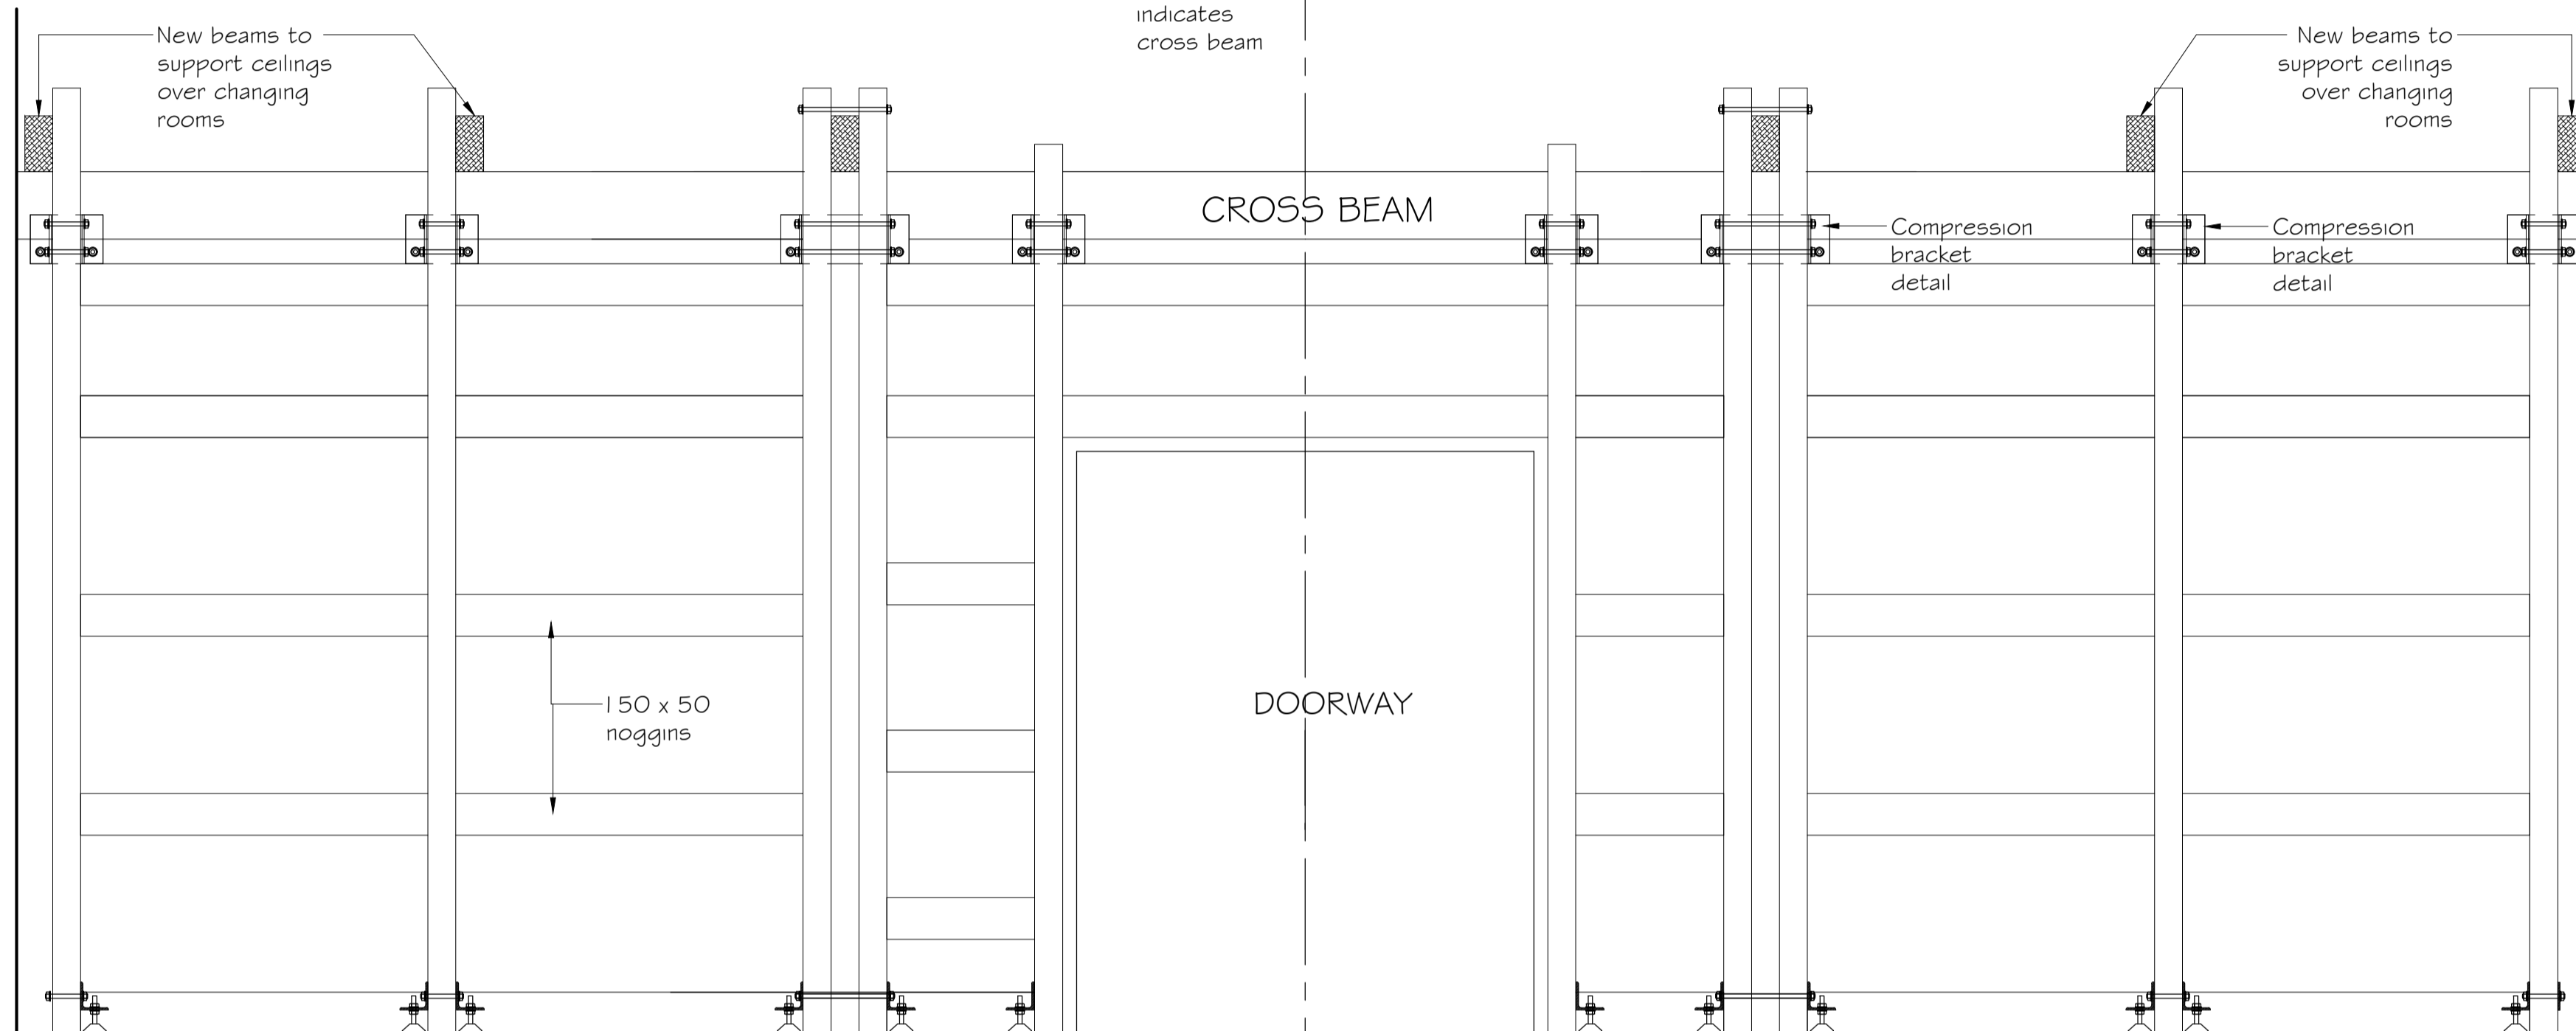 indicates
cross beam
New beams to
support ceilings
over changing
rooms
New beams to
support ceilings
over changing
rooms
CROSS BEAM
Compression
bracket
detail
Compression
bracket
detail
150 x 50
noggins
DOORWAY